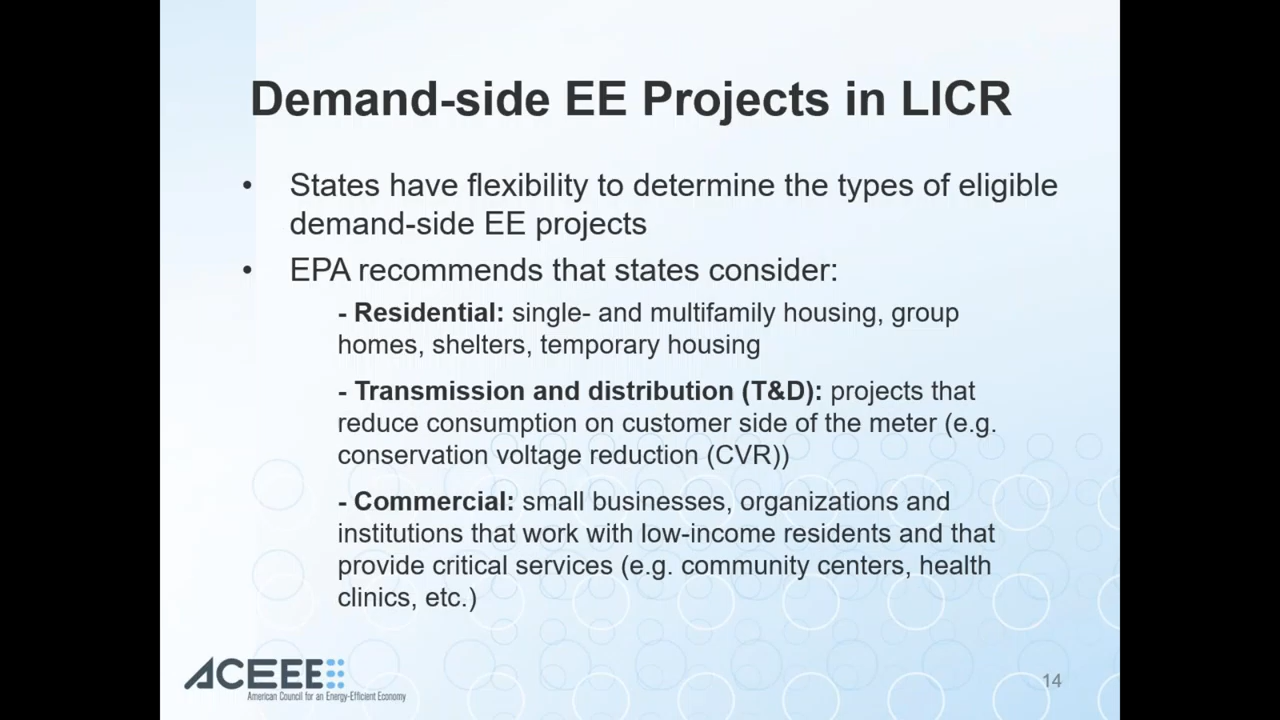 Demand-side EE Projects in LICR
• States have flexibility to determine the types of eligible
demand-side EE projects
• EPA recommends that states consider:
- Residential: single- and multifamily housing, group
homes, shelters, temporary housing
- Transmission and distribution (T&D): projects that
reduce consumption on customer side of the meter (e.g.
conservation voltage reduction (CVR))
- Commercial: small businesses, organizations and
institutions that work with low-income residents and that
provide critical services (e.g. community centers, health
clinics, etc.)
ACEEE
American Council for an Energy-Efficient Economy
14